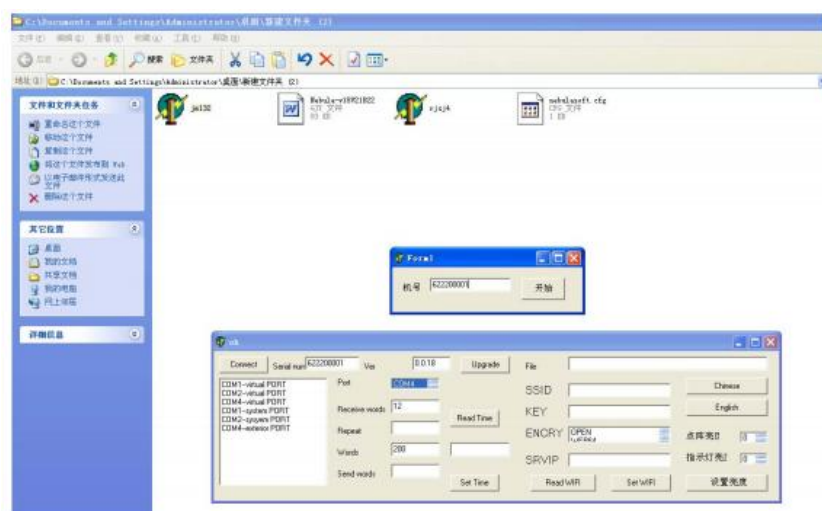 C:\Documents and Settings\Administrator\桌面\新建文件夹 (2)
文件(F) 编辑(E) 查看(V) 收藏(A) 工具(T) 帮助(H)
后退 搜索 文件夹
地址(D) C:\Documents and Settings\Administrator\桌面\新建文件夹 (2)
文件和文件夹任务
重命名这个文件
移动这个文件
复制这个文件
将这个文件发布到 Web
以电子邮件形式发送此
文件
删除这个文件
其它位置
桌面
我的文档
共享文档
我的电脑
网上邻居
详细信息
nebulasoft.cfg
CFG 文件
1 KB
Form1
机号 622200001 开始
Connect Serial num 622200001 Ver 0.0.18 Upgrade File
COM1-virtual PORT
COM2-virtual PORT
COM4-virtual PORT
COM1-system PORT
COM2-sysyem PORT
COM4-exterior PORT
Port COM4
Receive words 12 Read Time
Repeat
Words 200
Send words Set Time
SSID Chinese
KEY English
ENCRY OPEN 点阵亮度
SRVIP 指示灯亮度
Read WIFI Set WIFI 设置亮度